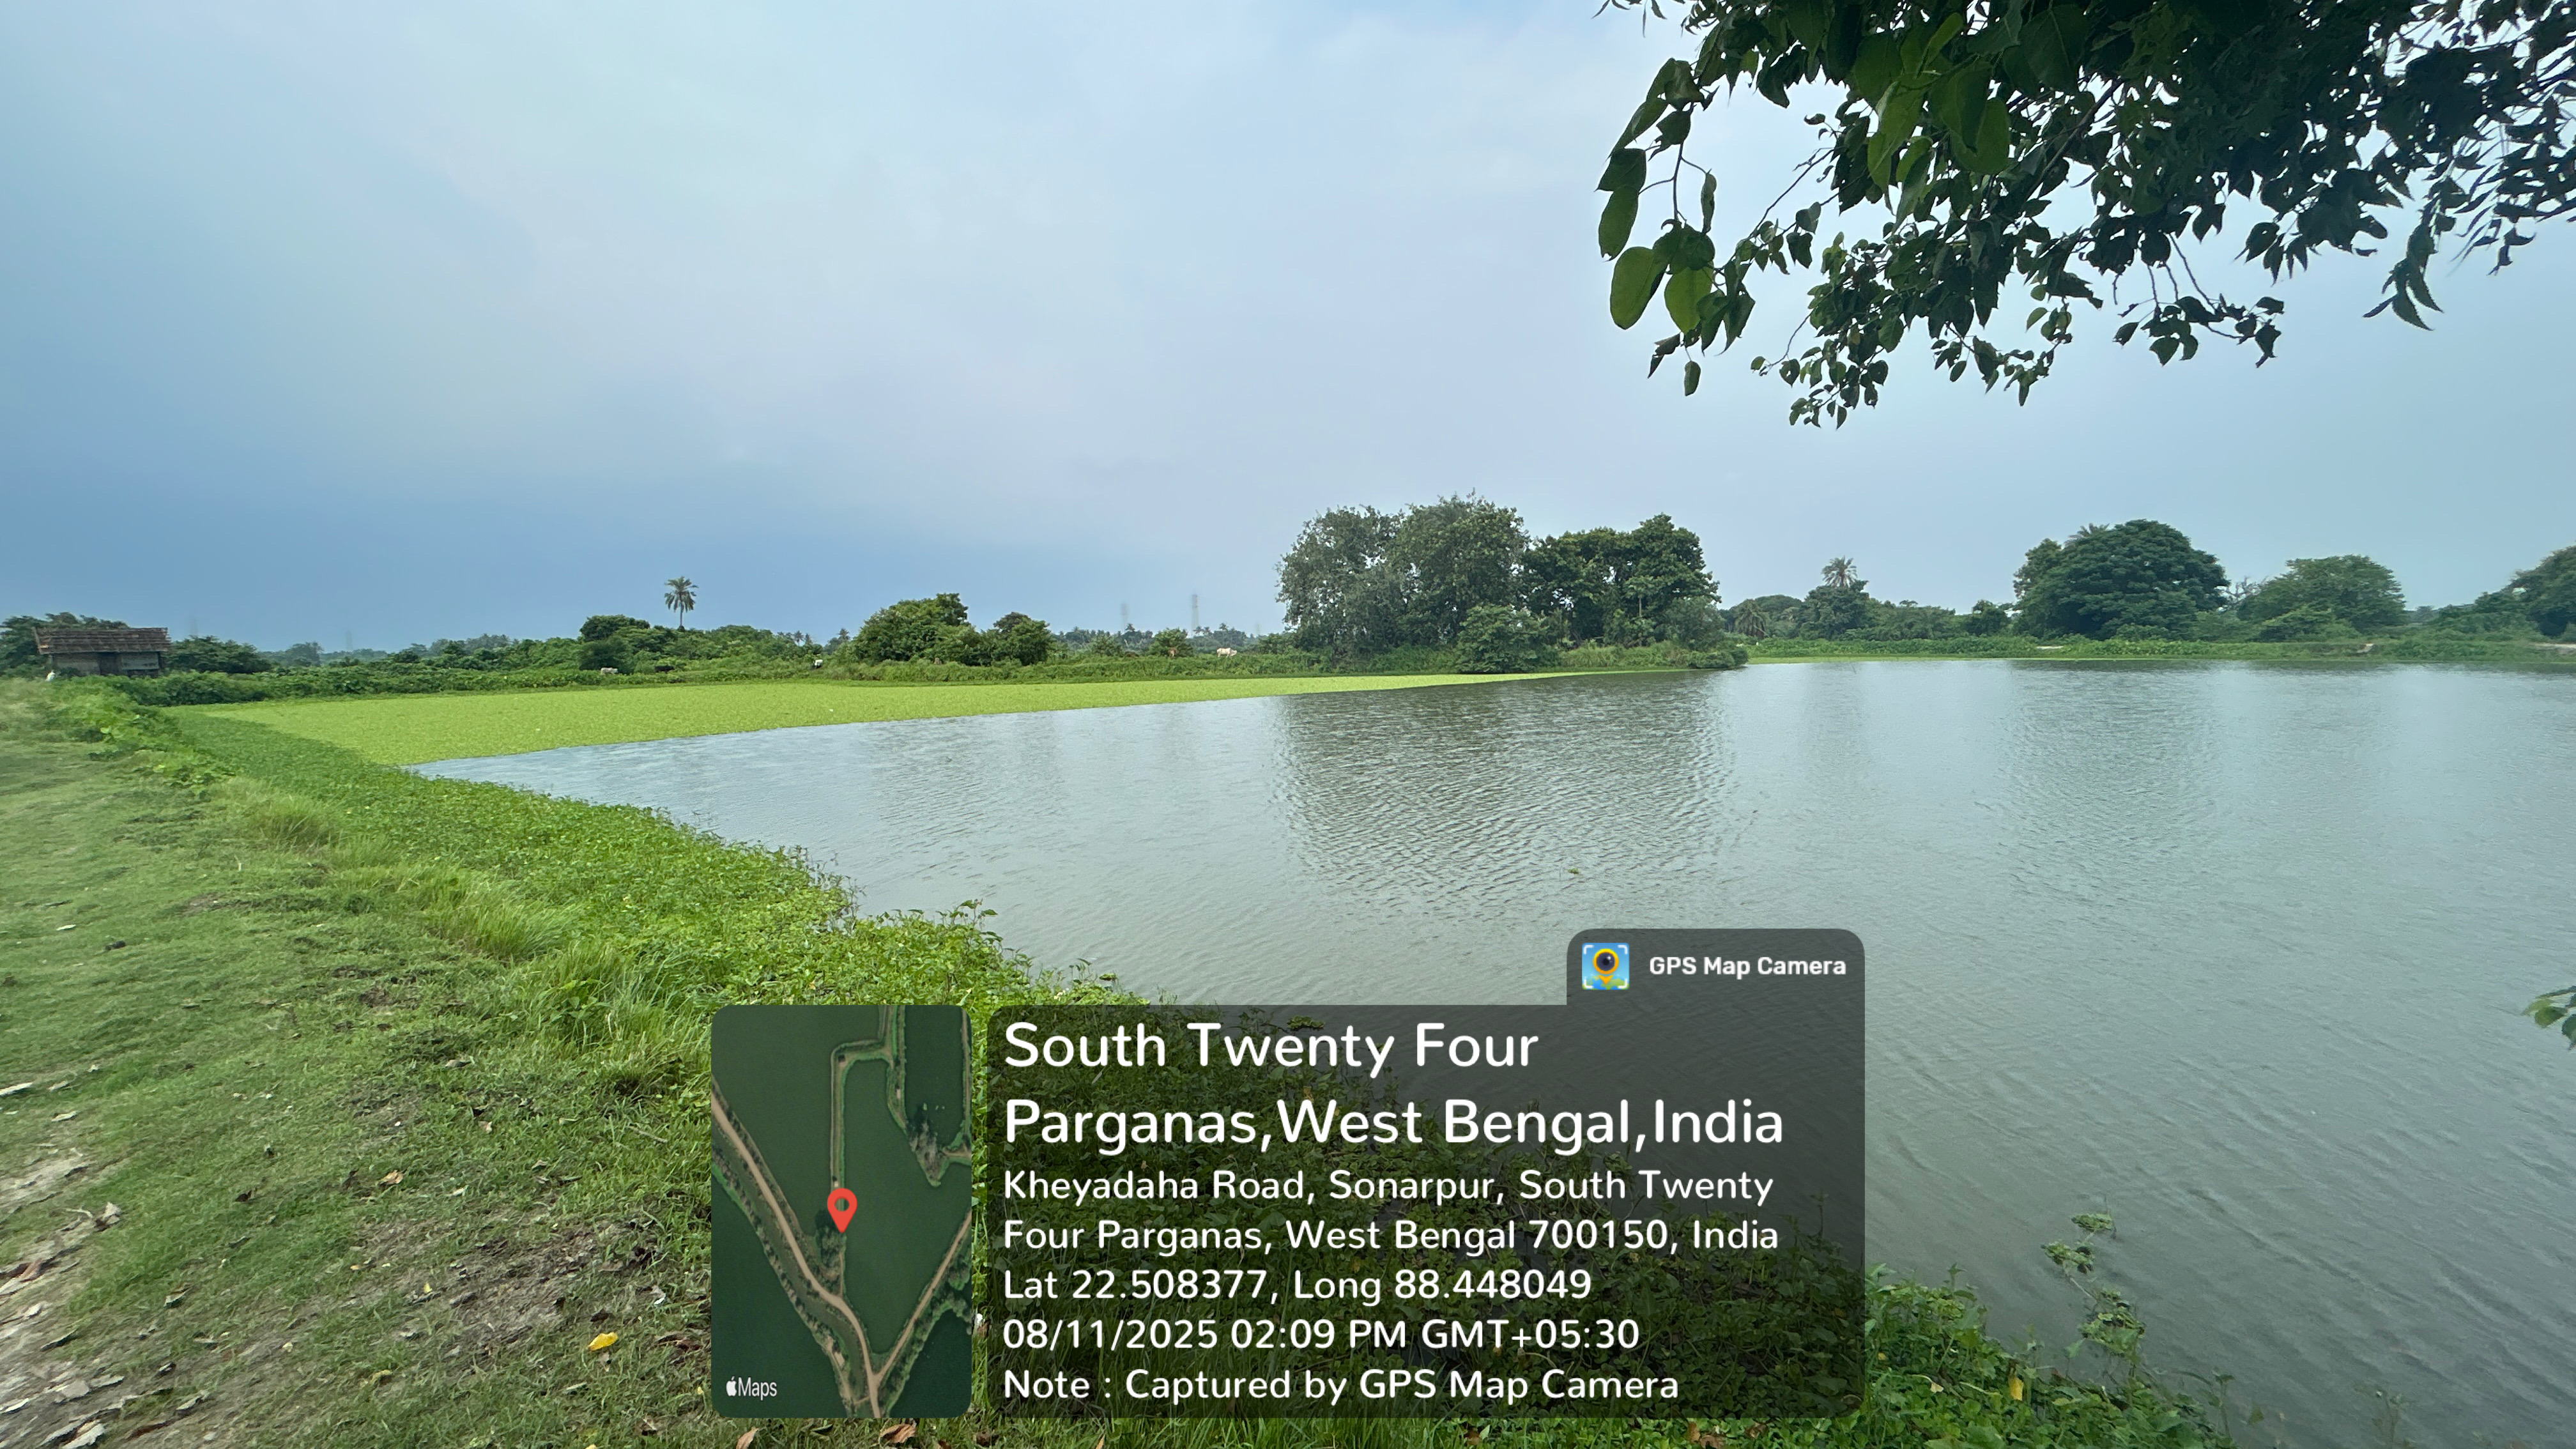 GPS Map Camera
South Twenty Four
Parganas,West Bengal,India
Kheyadaha Road, Sonarpur, South Twenty
Four Parganas, West Bengal 700150, India
Lat 22.508377, Long 88.448049
08/11/2025 02:09 PM GMT+05:30
Note : Captured by GPS Map Camera
Maps